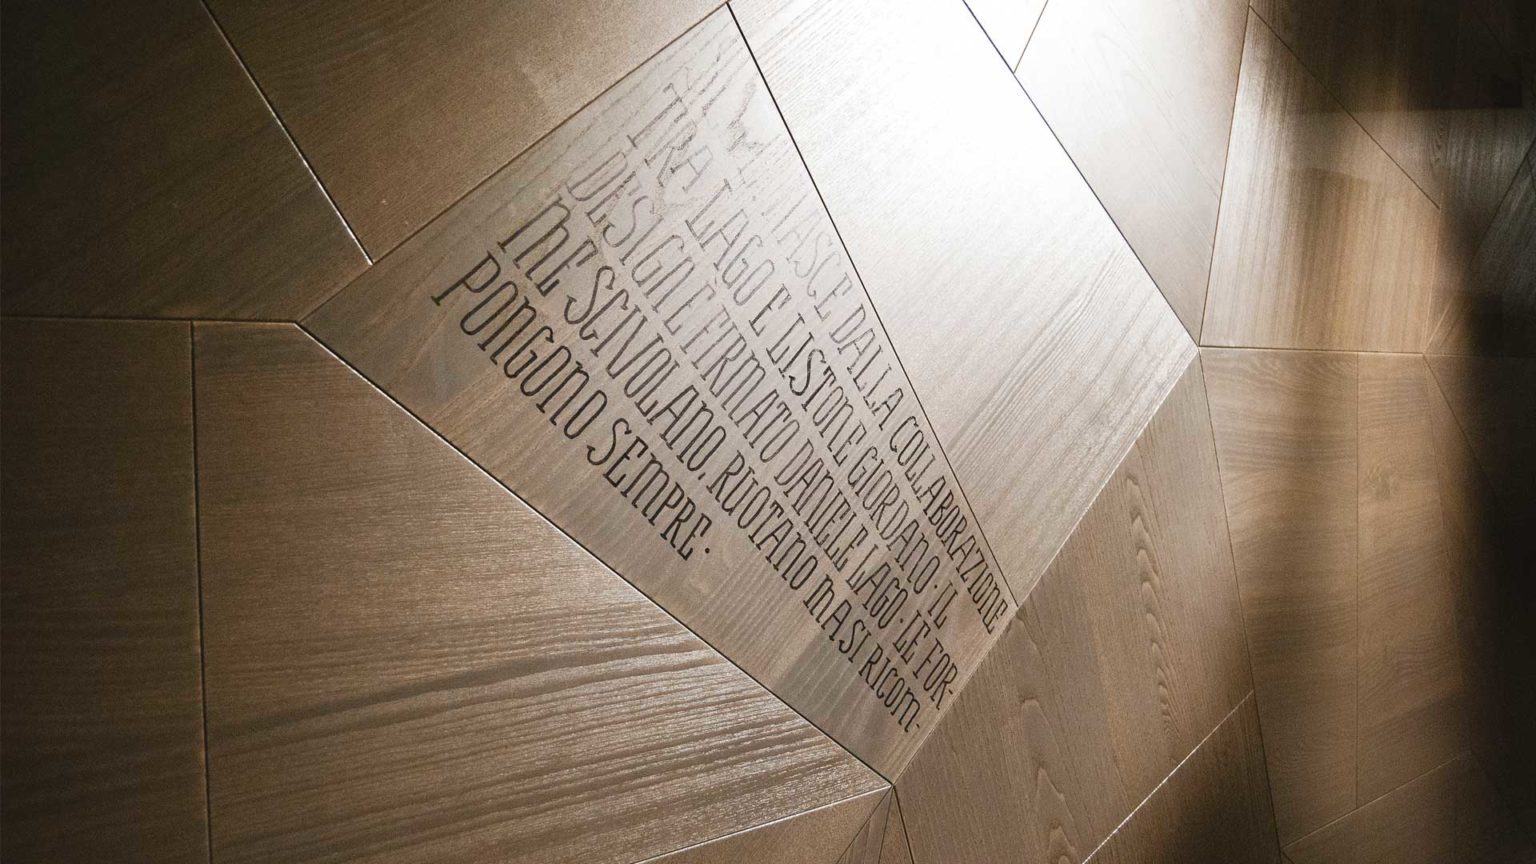 NASCE DALLA COLLABORAZIONE
TRA LAGO E LISTONE GIORDANO. IL
DESIGN È FIRMATO DANIELE LAGO. LE FOR-
ME SCIVOLANO, RUOTANO MA SI RICOM-
PONGONO SEMPRE.